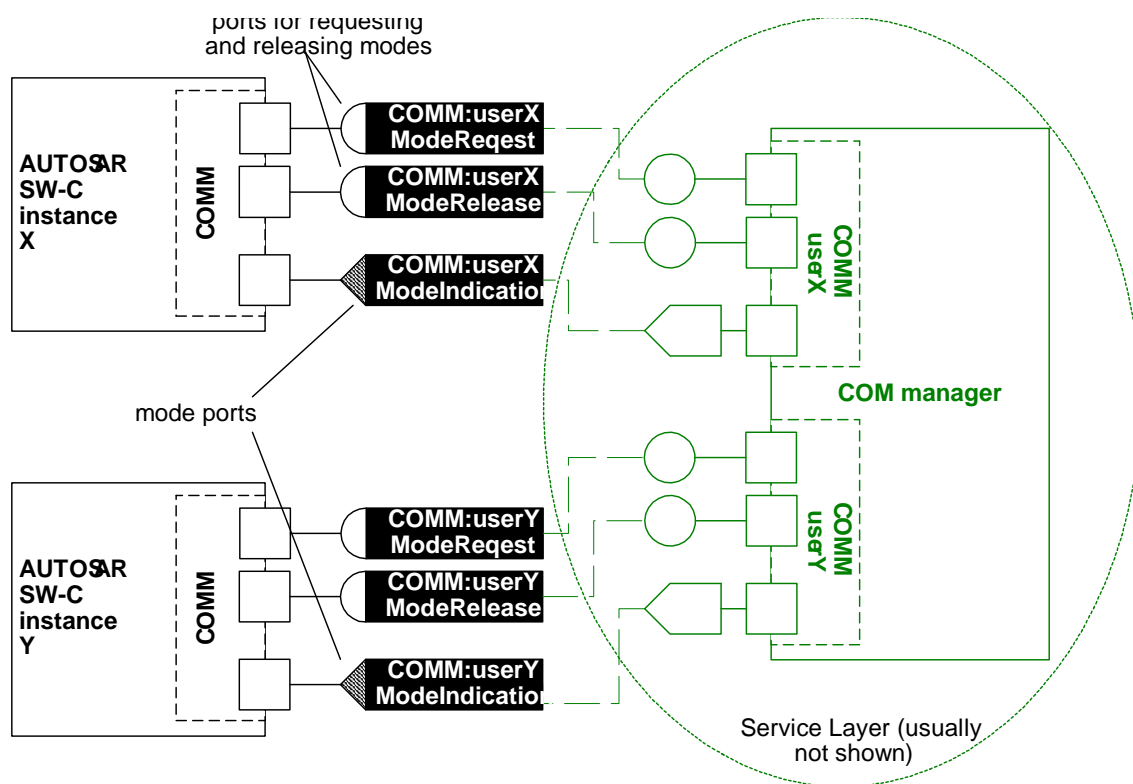 ports for requesting
and releasing modes
AUTOSAR
SW-C
instance
X
COMM
COMM:userX
ModeReqest
COMM:userX
ModeRelease
COMM:userX
ModeIndication
COMM
userX
COM manager
mode ports
AUTOSAR
SW-C
instance
Y
COMM
COMM:userY
ModeReqest
COMM:userY
ModeRelease
COMM:userY
ModeIndication
COMM
userY
Service Layer (usually
not shown)